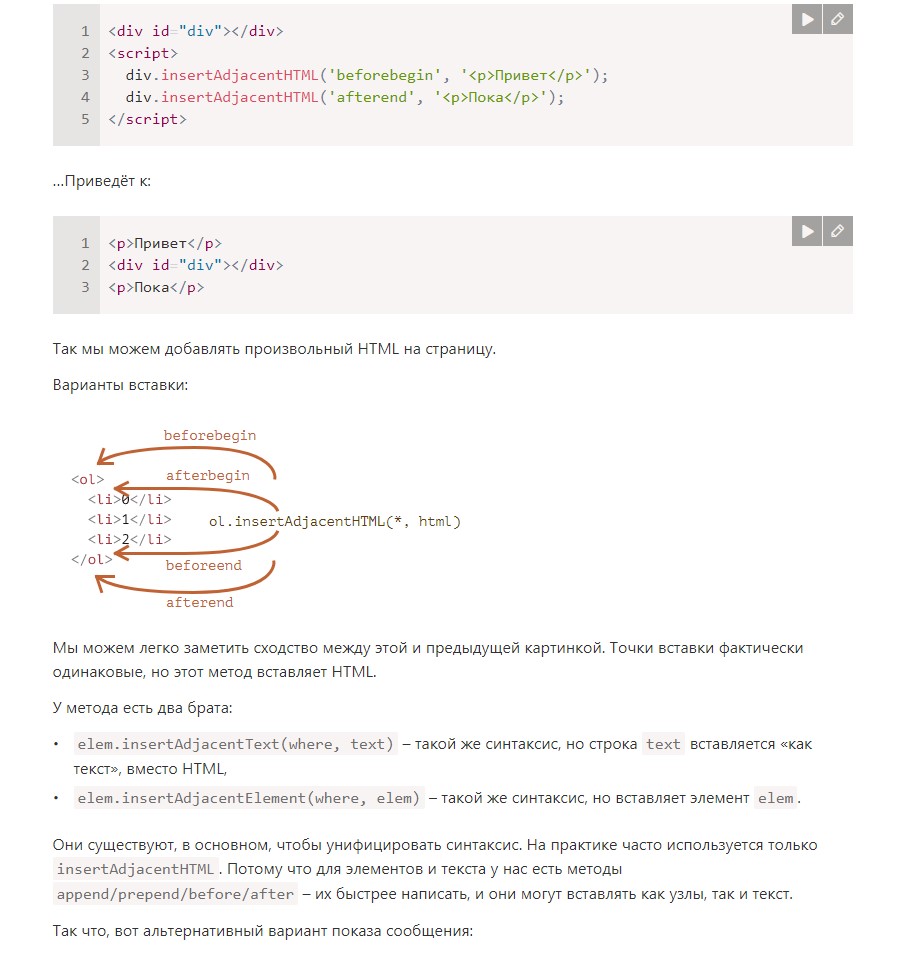 1 <div id="div"></div>
2 <script>
3   div.insertAdjacentHTML('beforebegin', '<p>Привет</p>');
4   div.insertAdjacentHTML('afterend', '<p>Пока</p>');
5 </script>
…Приведёт к:
1 <p>Привет</p>
2 <div id="div"></div>
3 <p>Пока</p>
Так мы можем добавлять произвольный HTML на страницу.
Варианты вставки:
beforebegin
afterbegin
<ol>
<li>0</li>
<li>1</li>
ol.insertAdjacentHTML(*, html)
<li>2</li>
</ol>
beforeend
afterend
Мы можем легко заметить сходство между этой и предыдущей картинкой. Точки вставки фактически
одинаковые, но этот метод вставляет HTML.
У метода есть два брата:
• elem.insertAdjacentText(where, text) – такой же синтаксис, но строка text вставляется «как
текст», вместо HTML,
• elem.insertAdjacentElement(where, elem) – такой же синтаксис, но вставляет элемент elem.
Они существуют, в основном, чтобы унифицировать синтаксис. На практике часто используется только
insertAdjacentHTML. Потому что для элементов и текста у нас есть методы
append/prepend/before/after – их быстрее написать, и они могут вставлять как узлы, так и текст.
Так что, вот альтернативный вариант показа сообщения: